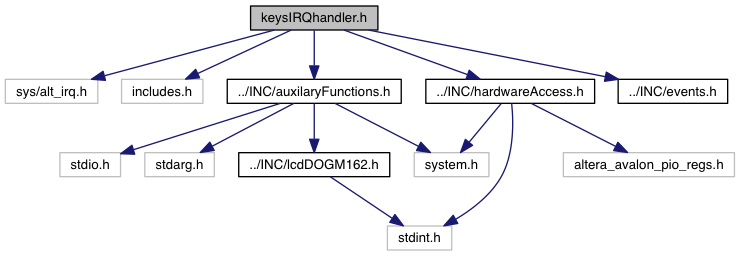 keysIRQhandler.h
sys/alt_irq.h
includes.h
../INC/auxilaryFunctions.h
../INC/hardwareAccess.h
../INC/events.h
stdio.h
stdarg.h
../INC/lcdDOGM162.h
system.h
altera_avalon_pio_regs.h
stdint.h